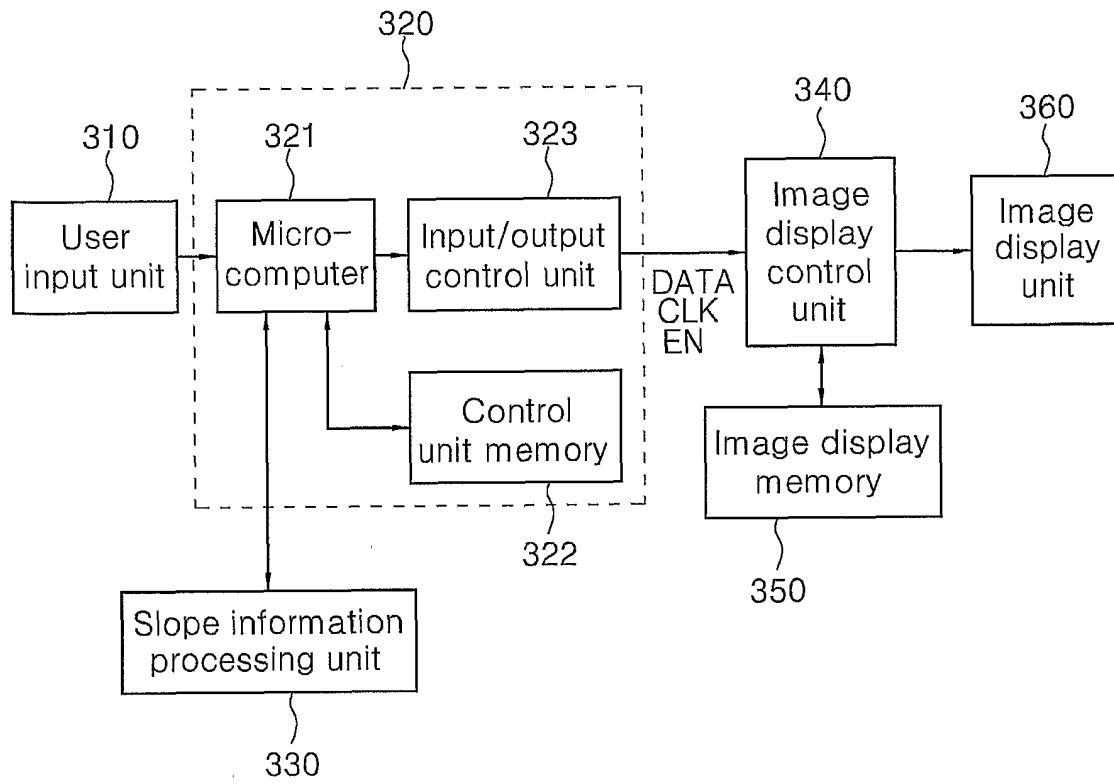 320
310
321
323
340
360
User
input unit
Micro-
computer
Input/output
control unit
DATA
CLK
EN
Image
display
control
unit
Image
display
unit
Control
unit memory
322
Image display
memory
350
Slope information
processing unit
330